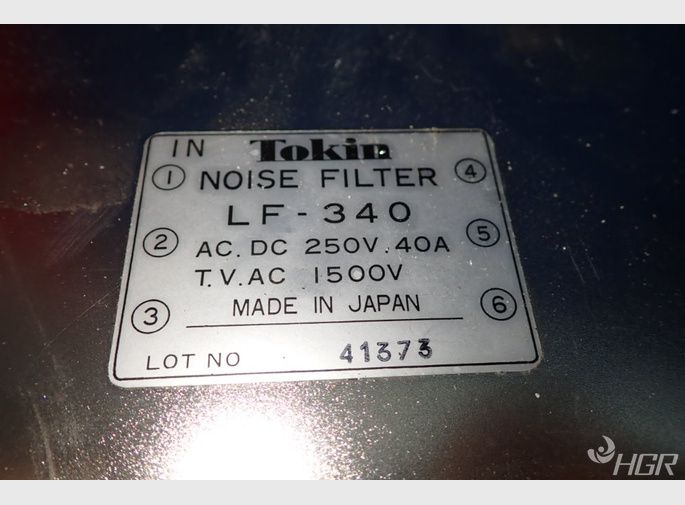 IN Tokin
① NOISE FILTER ④
LF-340
② AC. DC 250V. 40A ⑤
T.V.AC 1500V
③ MADE IN JAPAN ⑥
LOT NO 41373
HGR